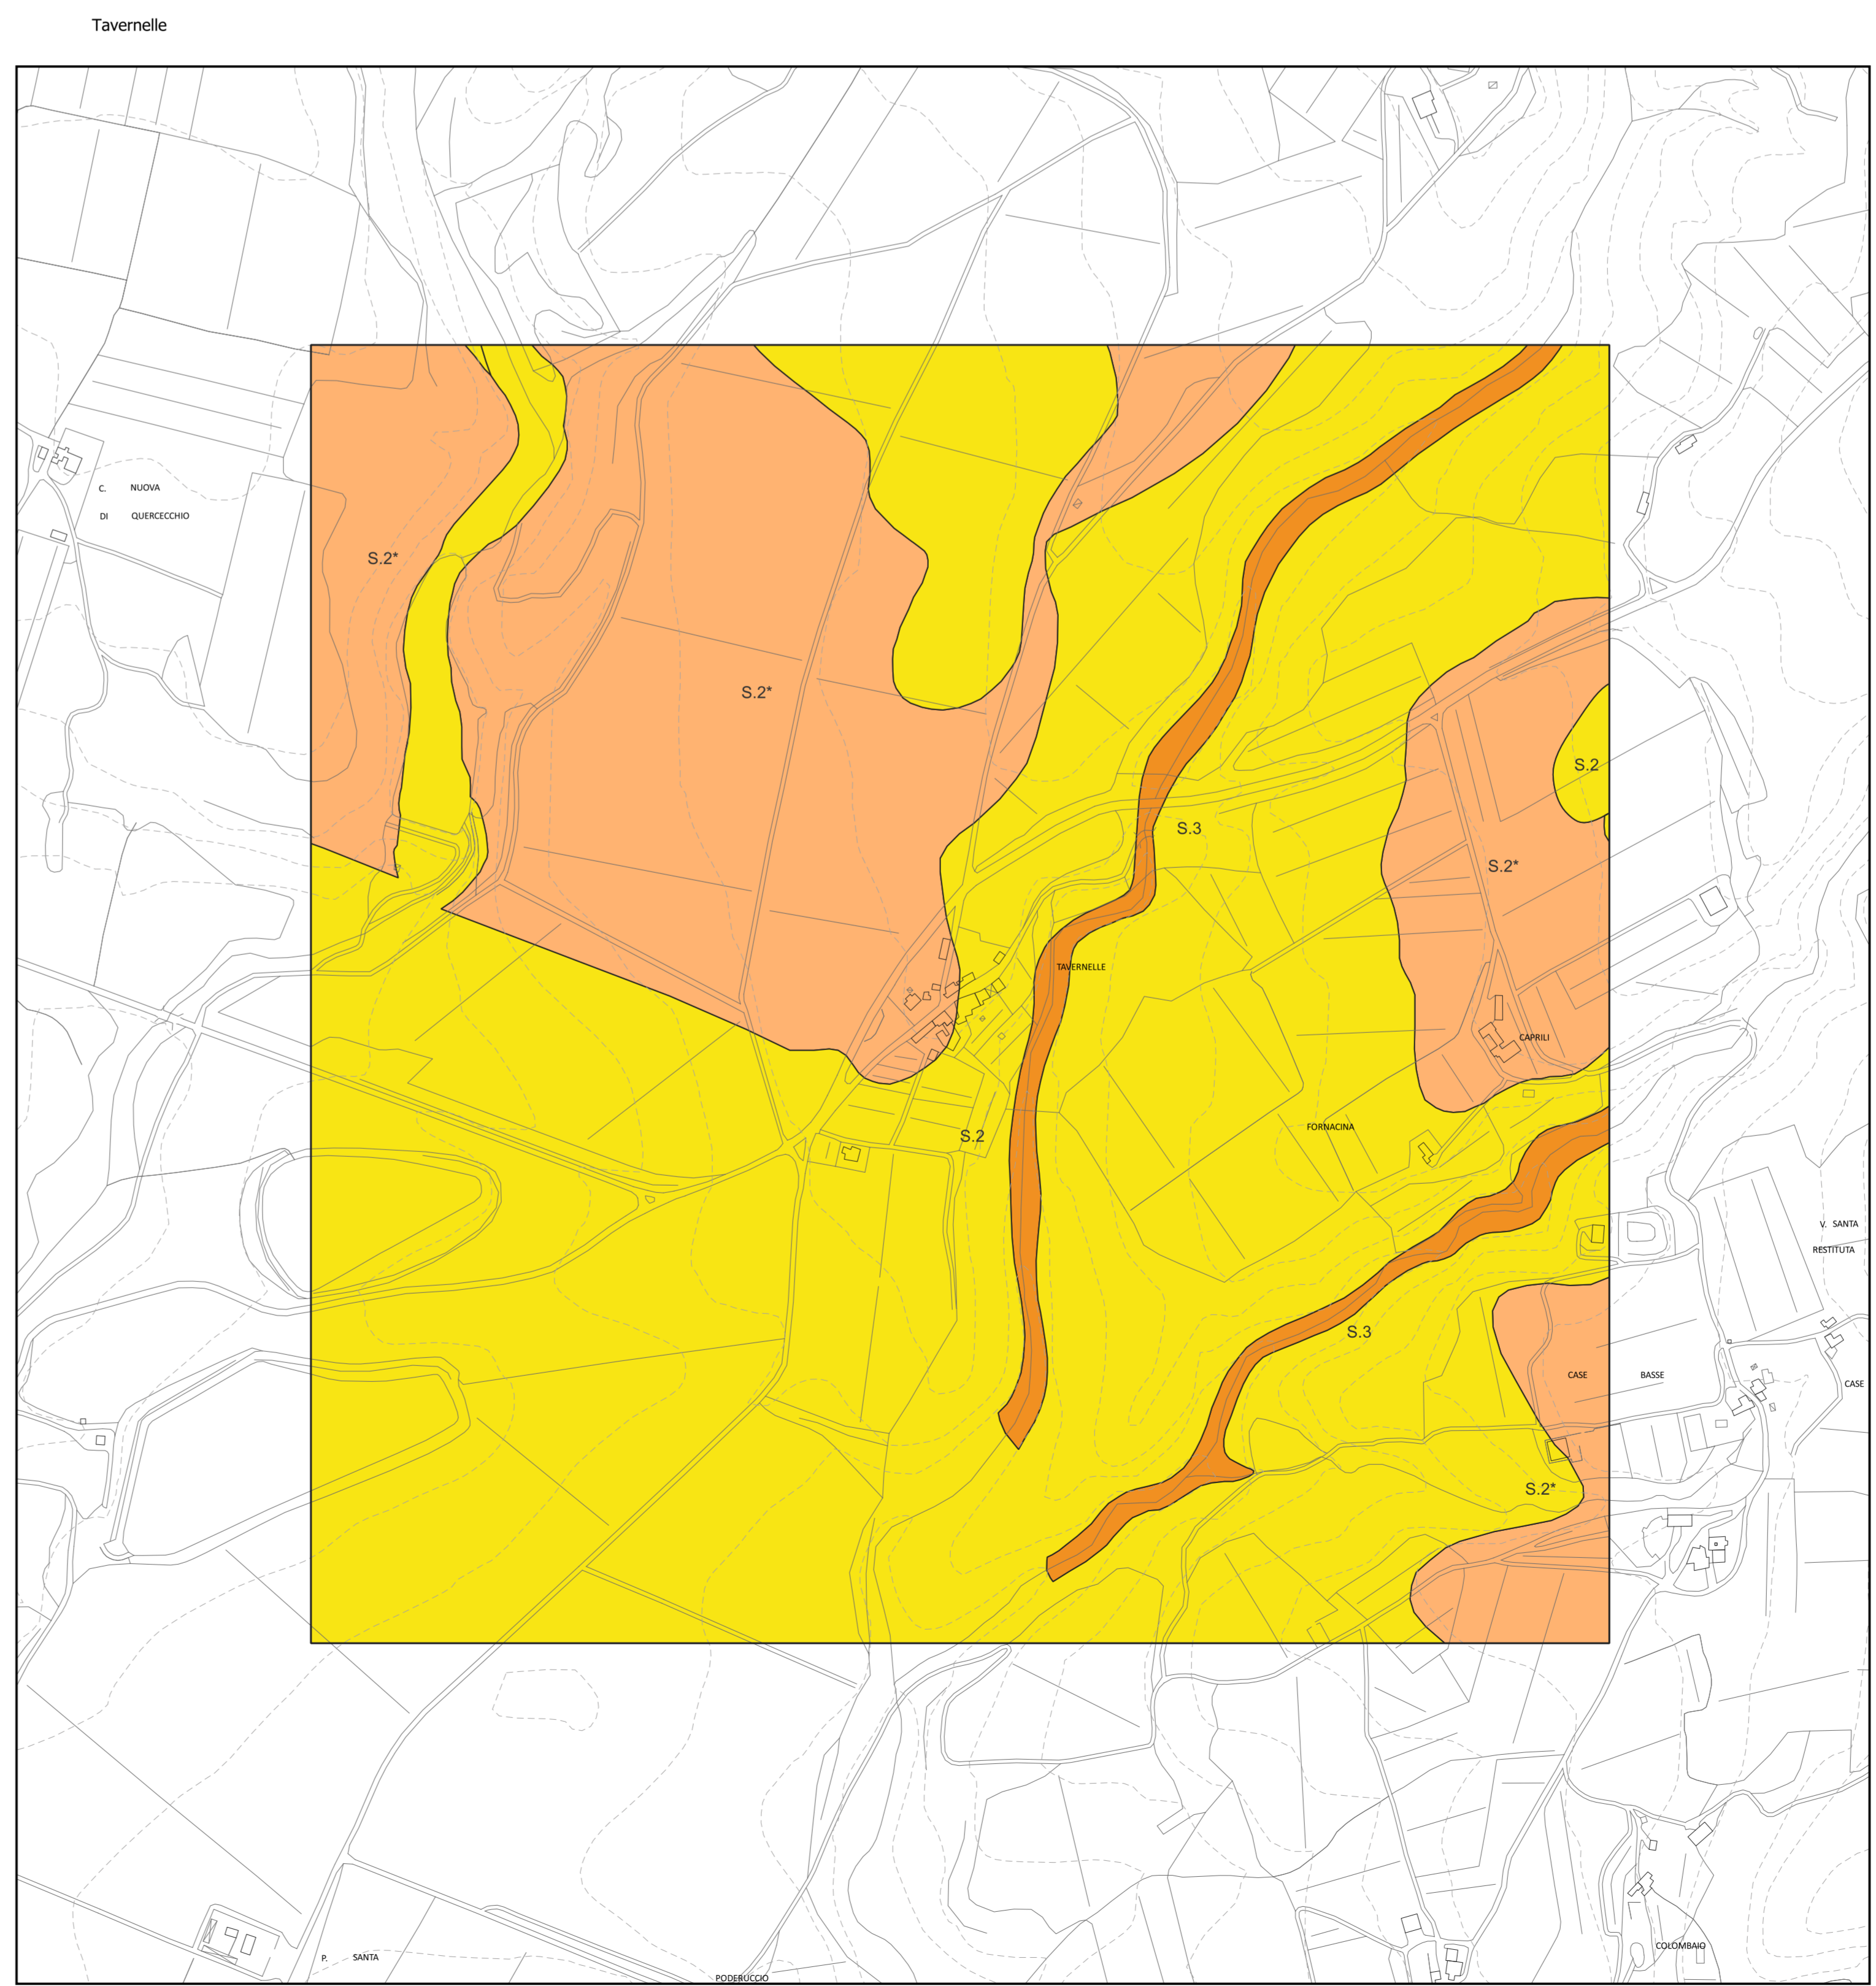 Tavernelle
C. NUOVA
DI QUERCECCHIO
S.2*
S.2*
S.2
S.3
S.2*
TAVERNELLE
CAPRILI
FORNACINA
S.2
V. SANTA
RESTITUTA
S.3
CASE BASSE
CASE
S.2*
COLOMBAIO
P. SANTA
PODERUCCIO